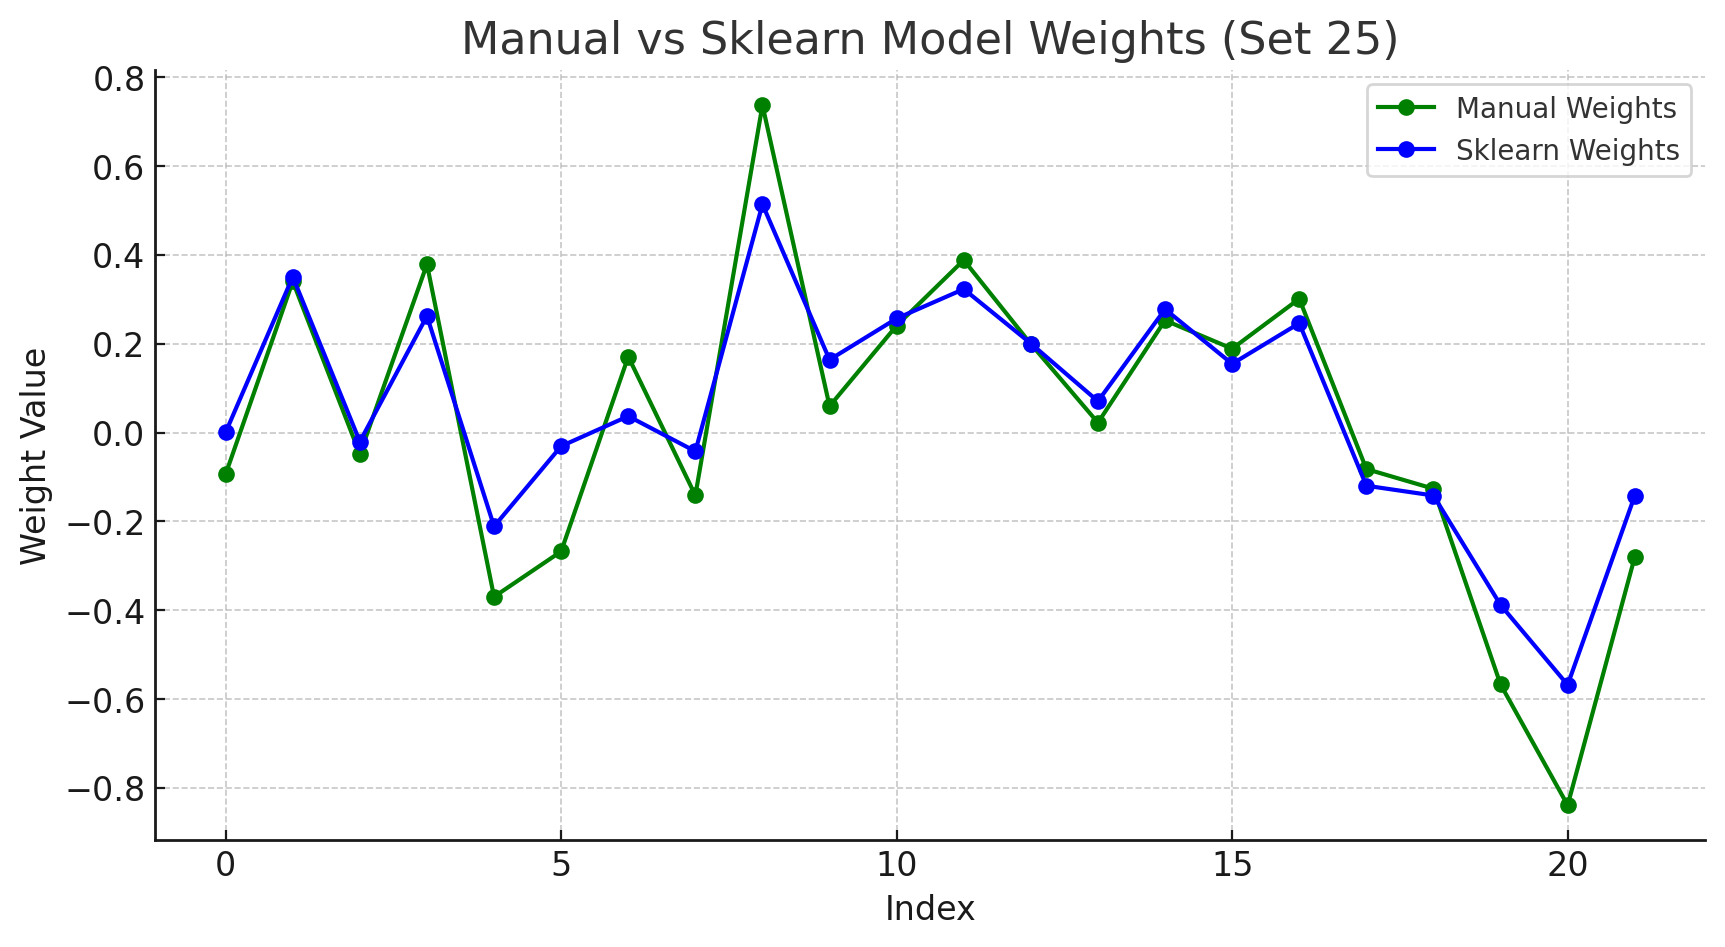 Manual vs Sklearn Model Weights (Set 25)
Manual Weights
Sklearn Weights
Weight Value
0.8
0.6
0.4
0.2
0.0
−0.2
−0.4
−0.6
−0.8
0 5 10 15 20
Index